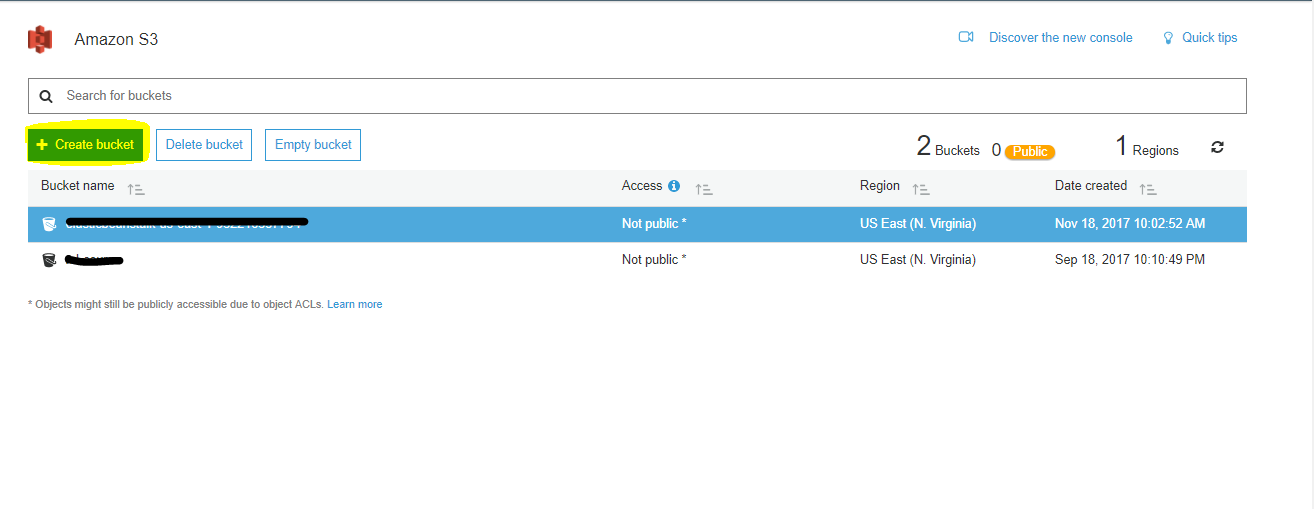 Amazon S3
Discover the new console
Quick tips
Search for buckets
+ Create bucket
Delete bucket
Empty bucket
2 Buckets 0 Public
1 Regions
Bucket name Access Region Date created
Not public * US East (N. Virginia) Nov 18, 2017 10:02:52 AM
Not public * US East (N. Virginia) Sep 18, 2017 10:10:49 PM
* Objects might still be publicly accessible due to object ACLs. Learn more